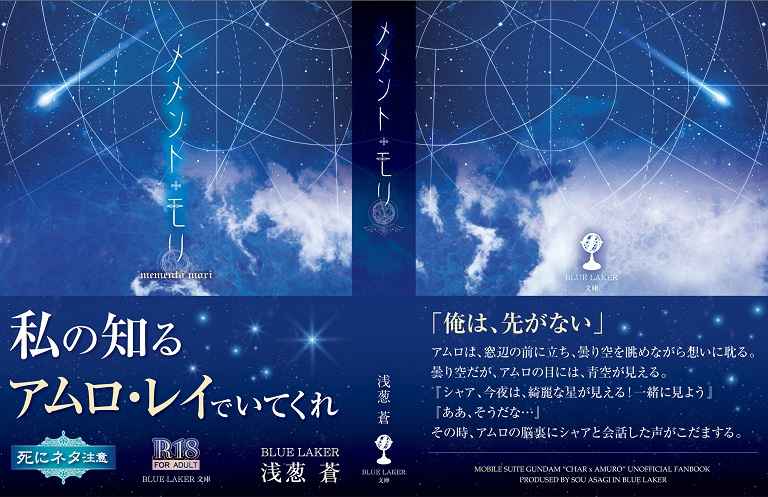 メメント・モリ
memento mori
私の知る
アムロ・レイでいてくれ
死にネタ注意
R18
FOR ADULT
BLUE LAKER 文庫
BLUE LAKER
浅葱 蒼
メメント・モリ
浅葱 蒼
BLUE LAKER
文庫
BLUE LAKER
文庫
「俺は、先がない」
アムロは、窓辺の前に立ち、曇り空を眺めながら想いに耽る。
曇り空だが、アムロの目には、青空が見える。
『シャア、今夜は、綺麗な星が見える！一緒に見よう』
『ああ、そうだな…』
その時、アムロの脳裏にシャアと会話した声がこだまする。
MOBILE SUITE GUNDAM "CHAR x AMURO" UNOFFICIAL FANBOOK
PRODUSED BY SOU ASAGI IN BLUE LAKER